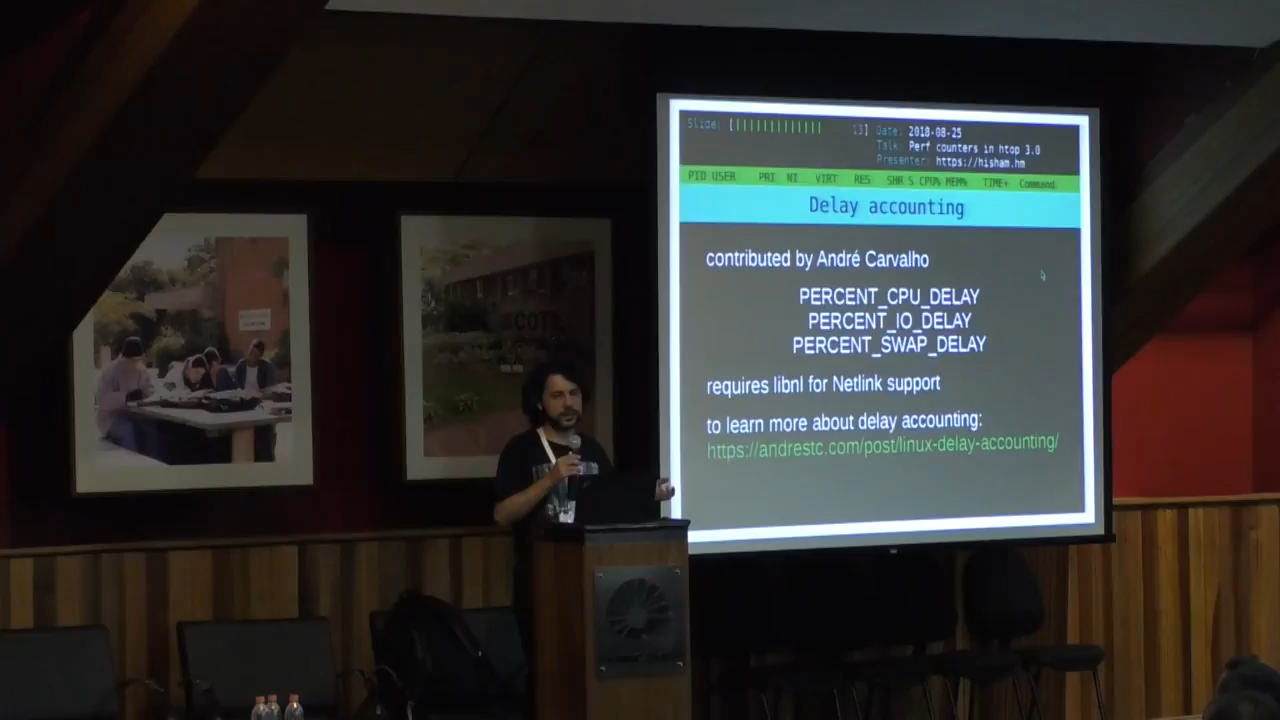 Slide: [||||||||||||| 13]
Date: 2018-08-25
Talk: Perf counters in htop 3.0
Presenter: https://hisham.hm
PID USER PRI NI VIRT RES SHR S CPU% MEM% TIME+ Command
Delay accounting
contributed by André Carvalho
PERCENT_CPU_DELAY
PERCENT_IO_DELAY
PERCENT_SWAP_DELAY
requires libnl for Netlink support
to learn more about delay accounting:
https://andrestc.com/post/linux-delay-accounting/